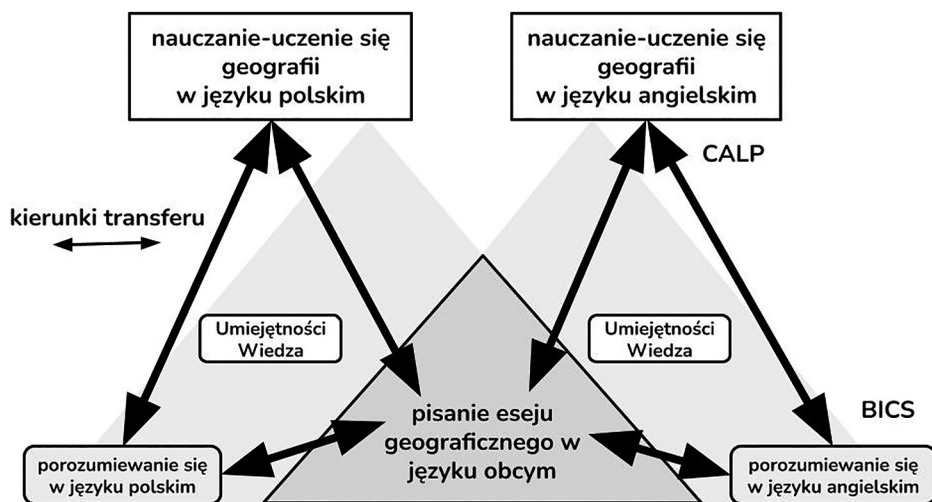 nauczanie-uczenie się
geografii
w języku polskim
nauczanie-uczenie się
geografii
w języku angielskim
CALP
kierunki transferu
Umiejętności
Wiedza
Umiejętności
Wiedza
BICS
pisanie eseju
geograficznego w
języku obcym
porozumiewanie się
w języku polskim
porozumiewanie się
w języku angielskim